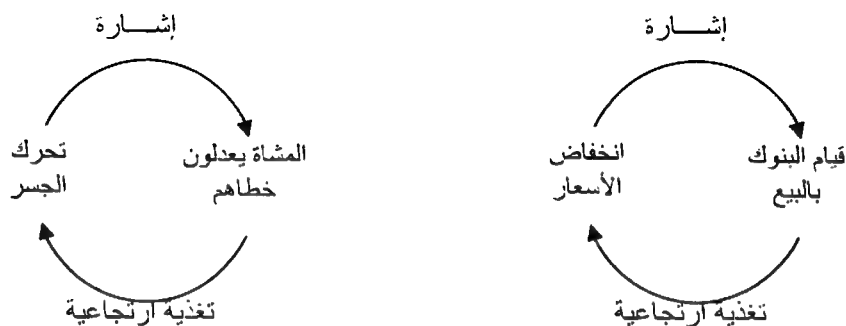 إشـــارة
إشـــارة
قيام البنوك
بالبيع
انخفاض
الأسعار
المشاة يعدلون
خطاهم
تحرك
الجسر
تغذية ارتجاعية
تغذية ارتجاعية